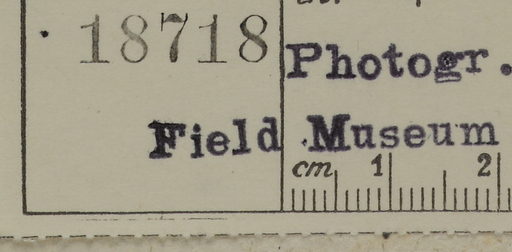 18718
Photogr.
Field Museum
cm 1 2